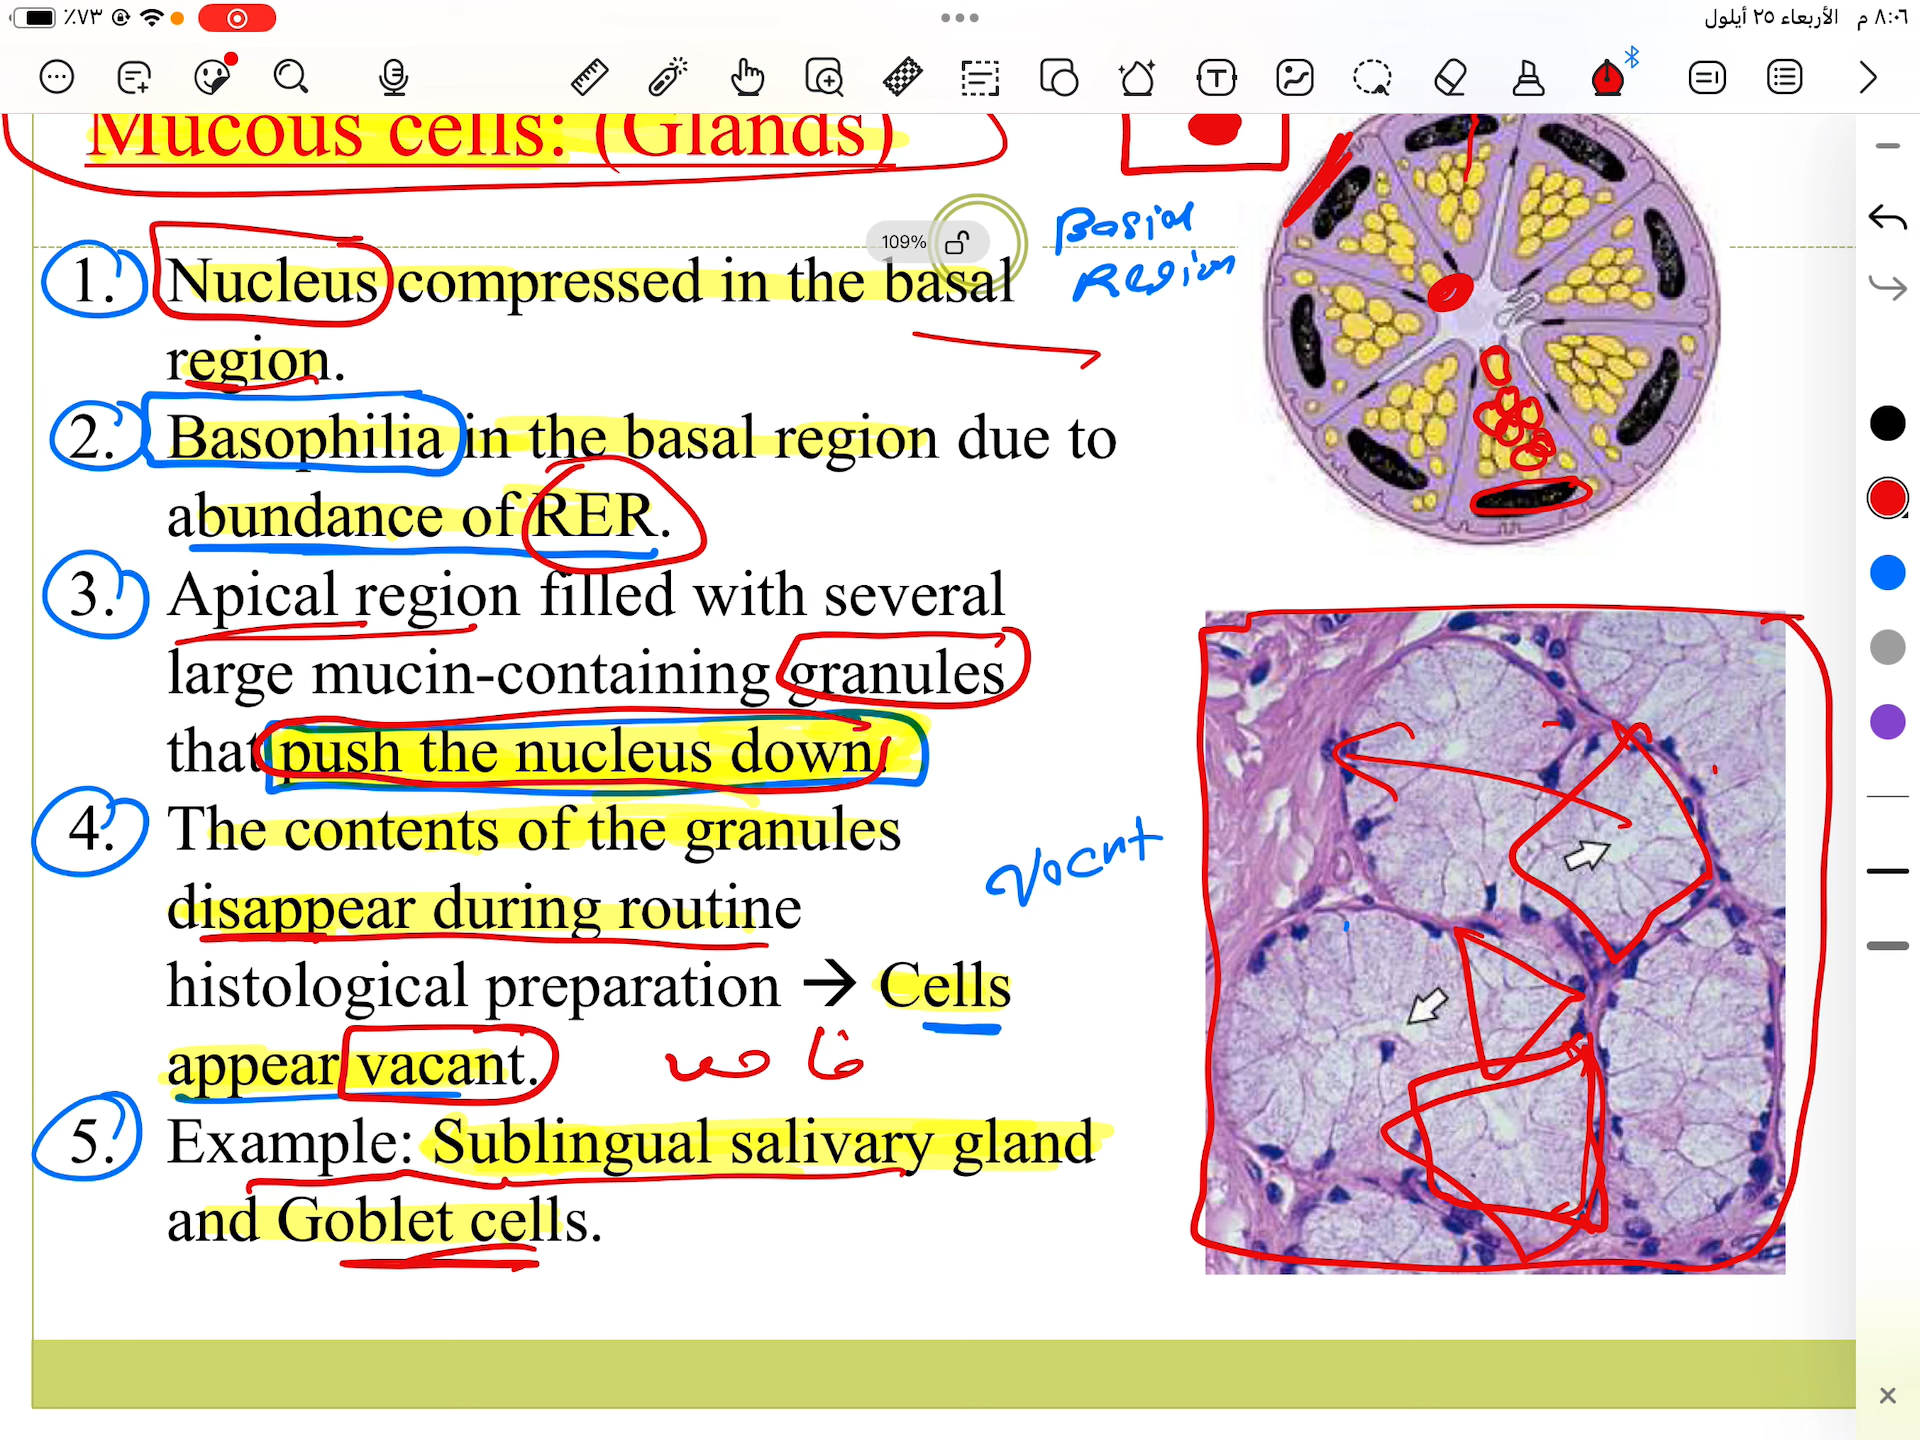 ٪٧٣
٨:٠٦ م الأربعاء ٢٥ أيلول
Mucous cells: (Glands)
109%
1. Nucleus compressed in the basal
region.
Basial
Region
2. Basophilia in the basal region due to
abundance of RER.
3. Apical region filled with several
large mucin-containing granules
that push the nucleus down.
4. The contents of the granules
disappear during routine
histological preparation → Cells
appear vacant.
Vocnt
5. Example: Sublingual salivary gland
and Goblet cells.